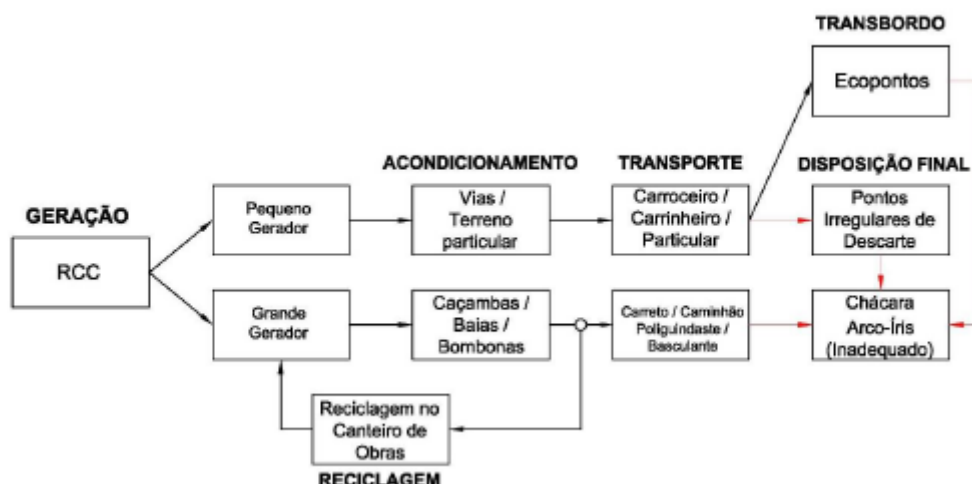 TRANSBORDO
Ecopontos
ACONDICIONAMENTO
TRANSPORTE
DISPOSIÇÃO FINAL
GERAÇÃO
RCC
Pequeno
Gerador
Vias /
Terreno
particular
Carroceiro /
Carrinheiro /
Particular
Pontos
Irregulares de
Descarte
Grande
Gerador
Caçambas /
Baias /
Bombonas
Carreto / Caminhão
Poliguindaste /
Basculante
Chácara
Arco-Íris
(Inadequado)
Reciclagem no
Canteiro de
Obras
RECICLAGEM